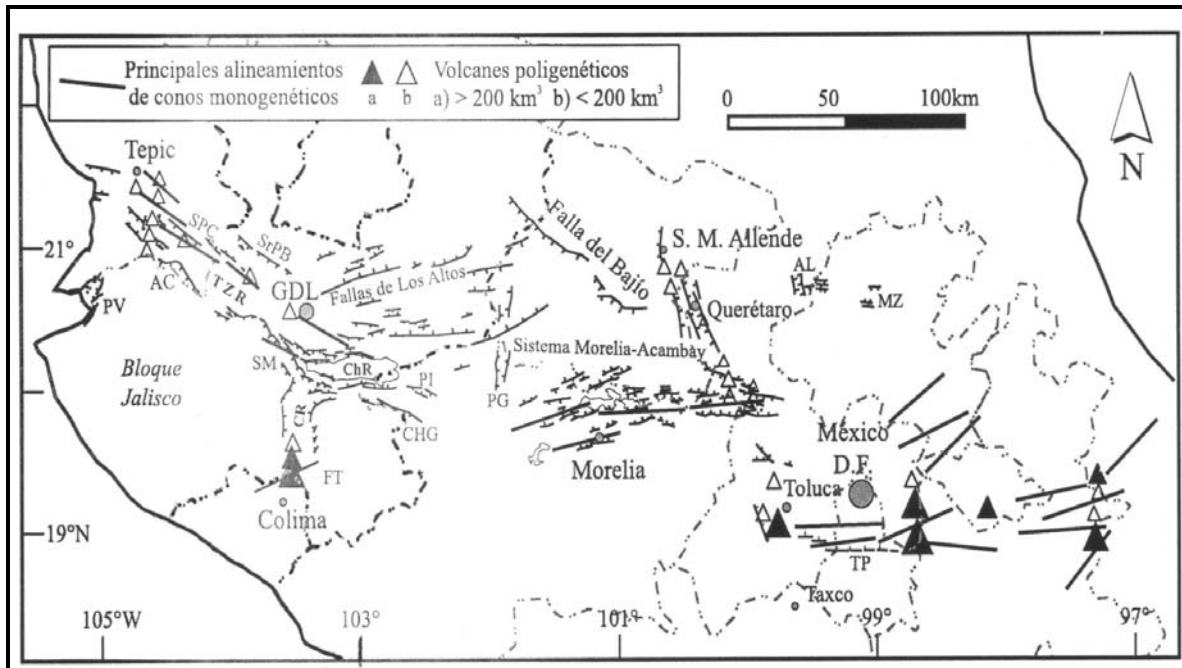 Principales alineamientos
de conos monogenéticos
a b
Volcanes poligenéticos
a) > 200 km³ b) < 200 km³
0 50 100km
N
Tepic
SPC
SrPB
21°
AC
TZR
GDL
Fallas de Los Altos
Falla del Bajío
S. M. Allende
AL
MZ
Querétaro
PV
Bloque
Jalisco
SM
ChR
PI
PG
Sistema Morelia-Acambay
CR
CHG
Morelia
México
D.F.
Toluca
FT
Colima
19°N
TP
Taxco
105°W
103°
101°
99°
97°